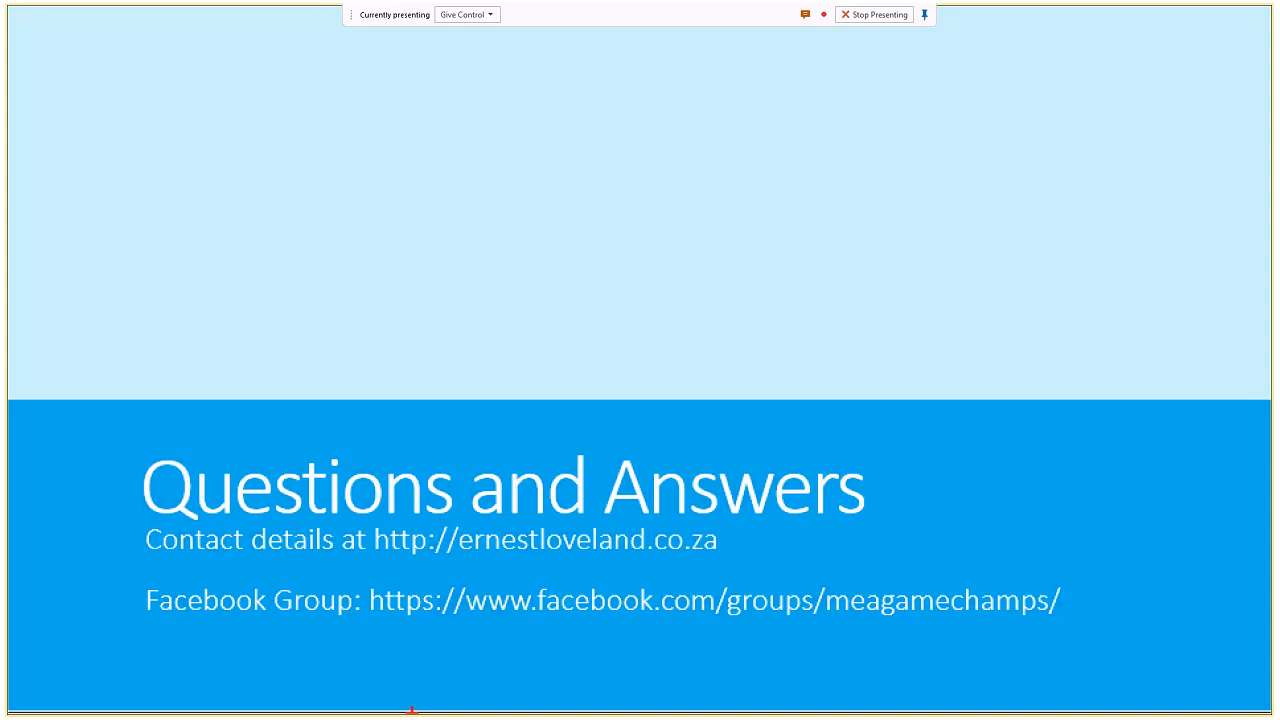 Currently presenting Give Control Stop Presenting
Questions and Answers
Contact details at http://ernestloveland.co.za
Facebook Group: https://www.facebook.com/groups/meagamechamps/